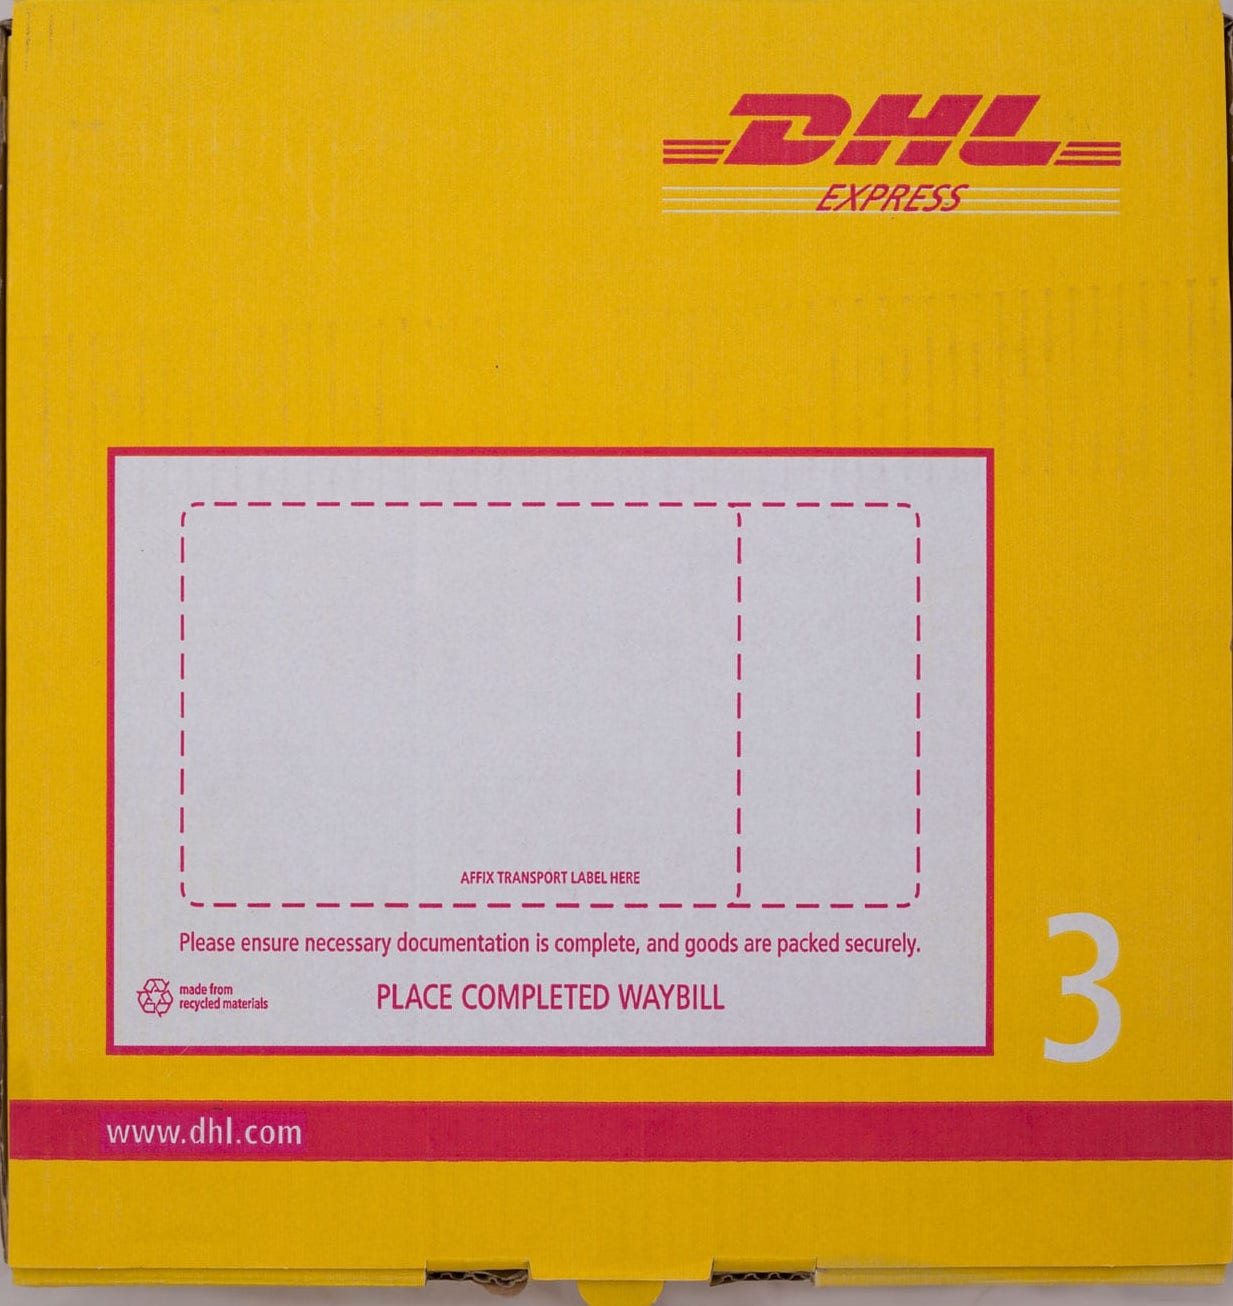 DHL
EXPRESS
AFFIX TRANSPORT LABEL HERE
Please ensure necessary documentation is complete, and goods are packed securely.
made from
recycled materials
PLACE COMPLETED WAYBILL
3
www.dhl.com